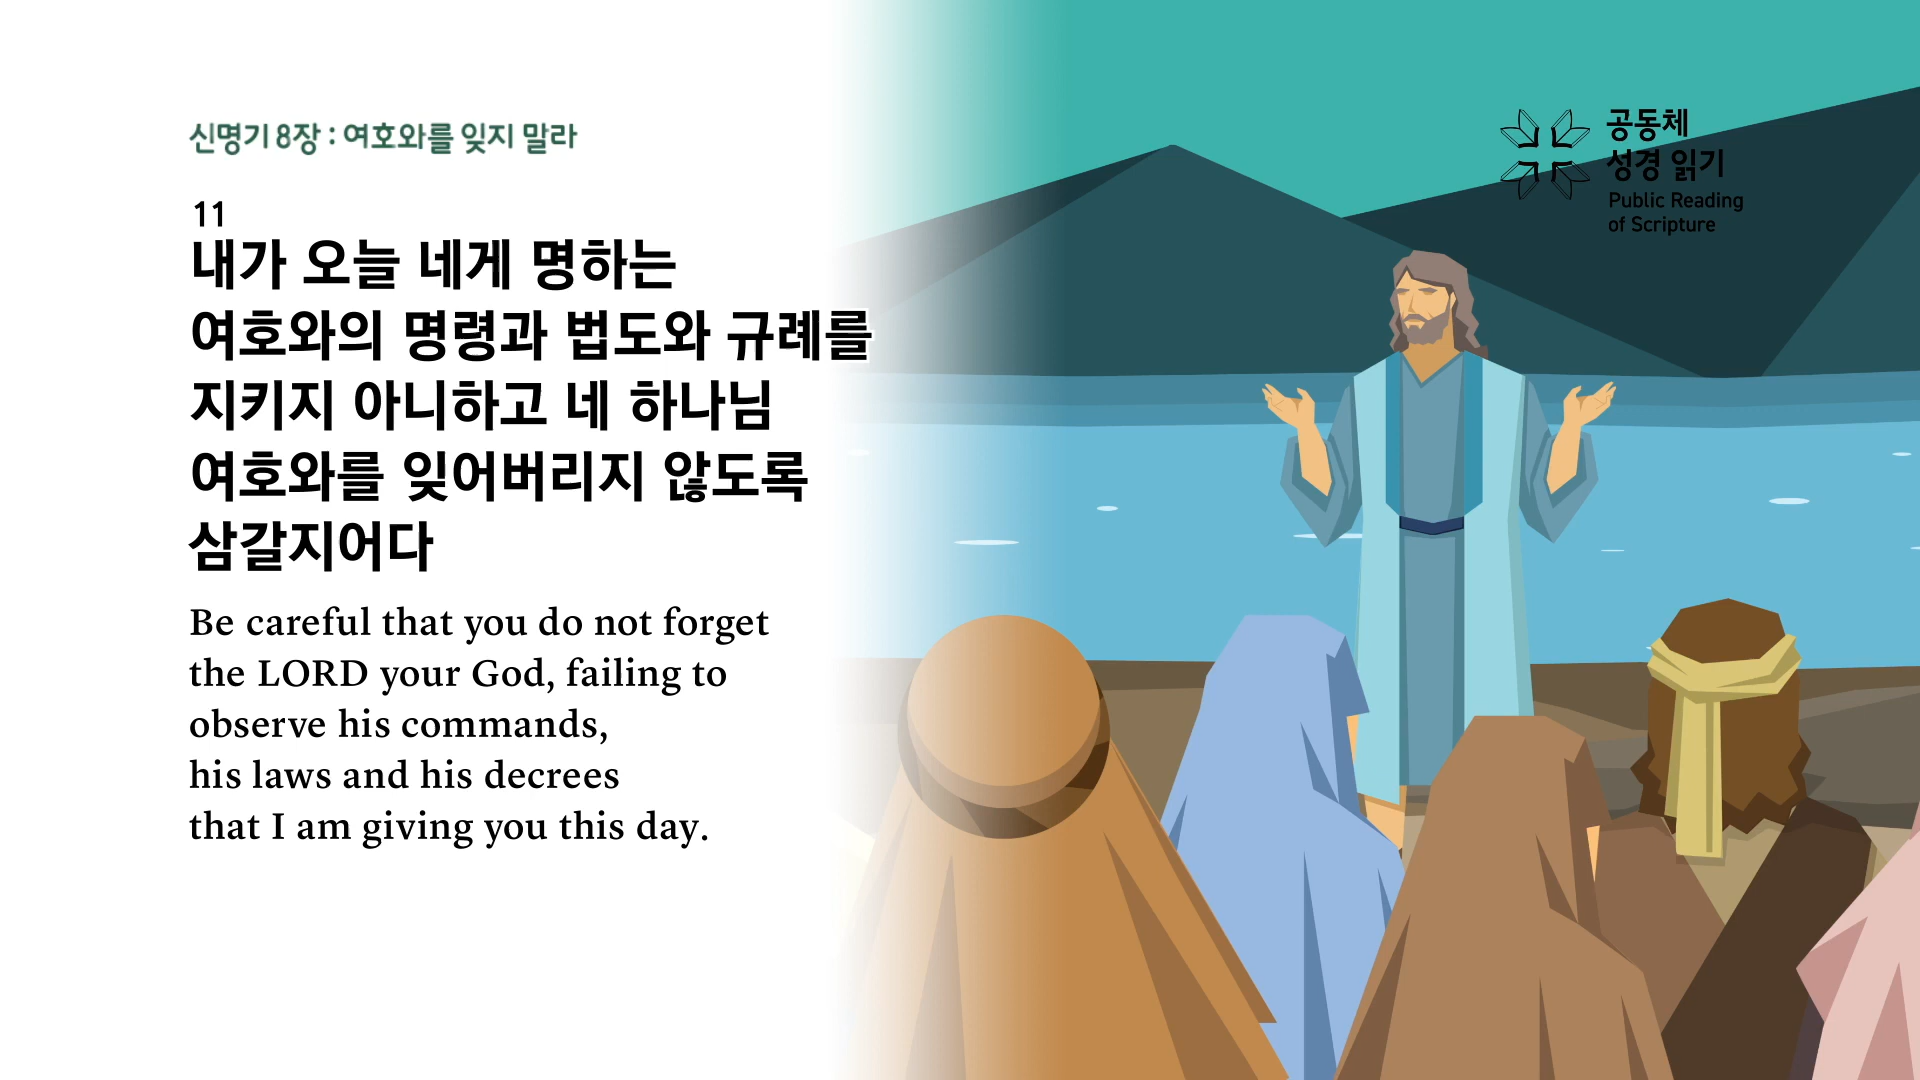 신명기 8장 : 여호와를 잊지 말라
11
내가 오늘 네게 명하는
여호와의 명령과 법도와 규례를
지키지 아니하고 네 하나님
여호와를 잊어버리지 않도록
삼갈지어다
Be careful that you do not forget
the LORD your God, failing to
observe his commands,
his laws and his decrees
that I am giving you this day.
공동체
성경 읽기
Public Reading
of Scripture